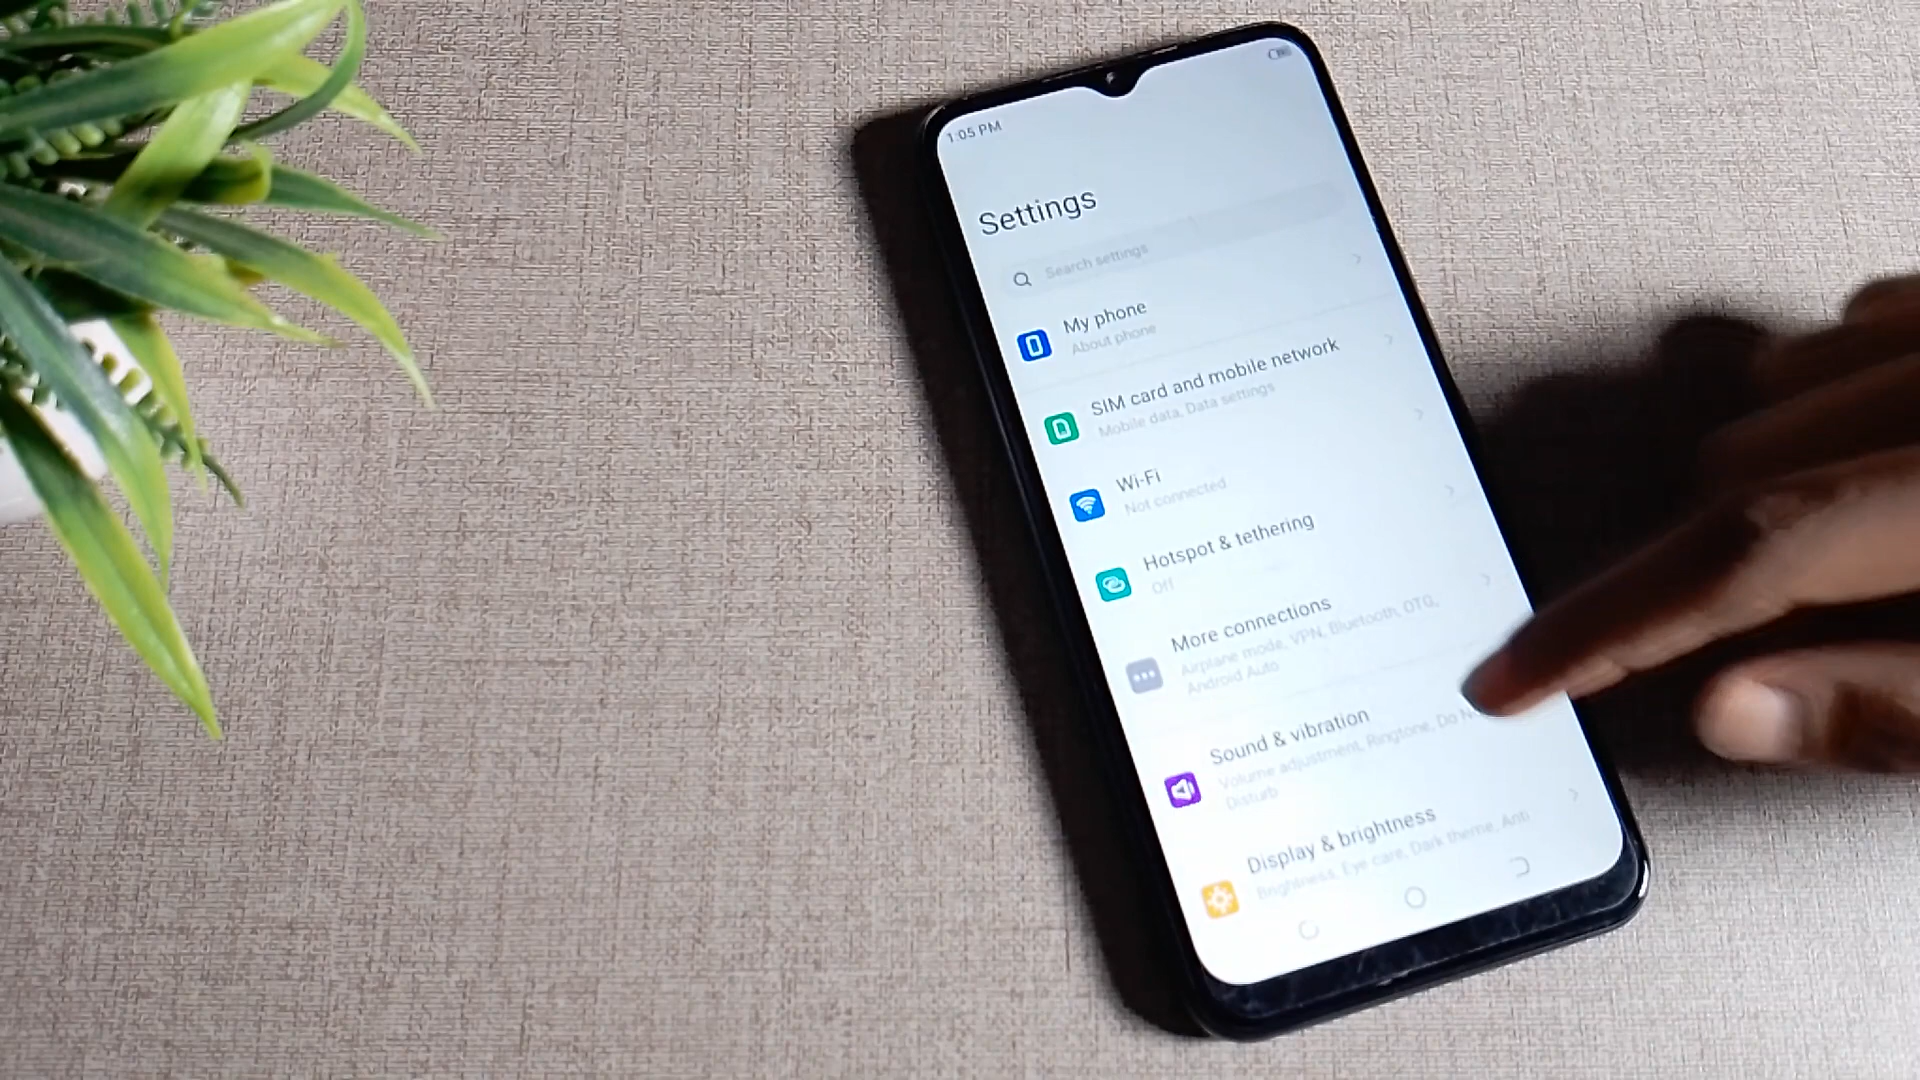 1:05 PM
Settings
Search settings
My phone
About phone
SIM card and mobile network
Mobile data, Data settings
Wi-Fi
Not connected
Hotspot & tethering
Off
More connections
Airplane mode, VPN, Bluetooth, OTG,
Android Auto
Sound & vibration
Volume adjustment, Ringtone, Do
Disturb
Display & brightness
Brightness, Eye care, Dark theme, Anti